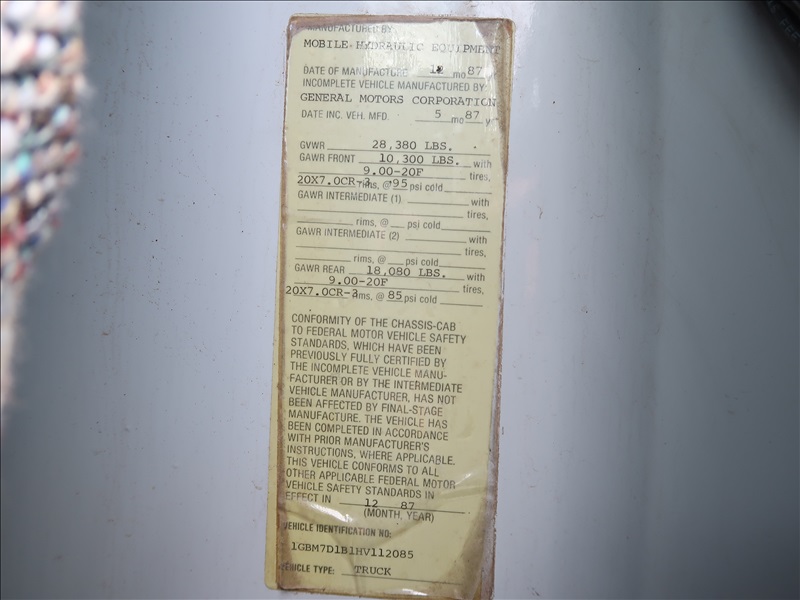 MANUFACTURED BY:
MOBILE HYDRAULIC EQUIPMENT
DATE OF MANUFACTURE 12 mo 87
INCOMPLETE VEHICLE MANUFACTURED BY:
GENERAL MOTORS CORPORATION
DATE INC. VEH. MFD. 5 mo 87 yr
GVWR 28,380 LBS.
GAWR FRONT 10,300 LBS. with
9.00-20F tires,
20X7.0CR-3 rims, @ 95 psi cold
GAWR INTERMEDIATE (1) with
tires,
rims, @ psi cold
GAWR INTERMEDIATE (2) with
tires,
rims, @ psi cold
GAWR REAR 18,080 LBS. with
9.00-20F tires,
20X7.0CR-3 rims, @ 85 psi cold
CONFORMITY OF THE CHASSIS-CAB
TO FEDERAL MOTOR VEHICLE SAFETY
STANDARDS, WHICH HAVE BEEN
PREVIOUSLY FULLY CERTIFIED BY
THE INCOMPLETE VEHICLE MANU-
FACTURER OR BY THE INTERMEDIATE
VEHICLE MANUFACTURER, HAS NOT
BEEN AFFECTED BY FINAL-STAGE
MANUFACTURE. THE VEHICLE HAS
BEEN COMPLETED IN ACCORDANCE
WITH PRIOR MANUFACTURER'S
INSTRUCTIONS, WHERE APPLICABLE.
THIS VEHICLE CONFORMS TO ALL
OTHER APPLICABLE FEDERAL MOTOR
VEHICLE SAFETY STANDARDS IN
EFFECT IN 12 87
(MONTH, YEAR)
VEHICLE IDENTIFICATION NO:
1GBM7D1B1HV112085
VEHICLE TYPE: TRUCK